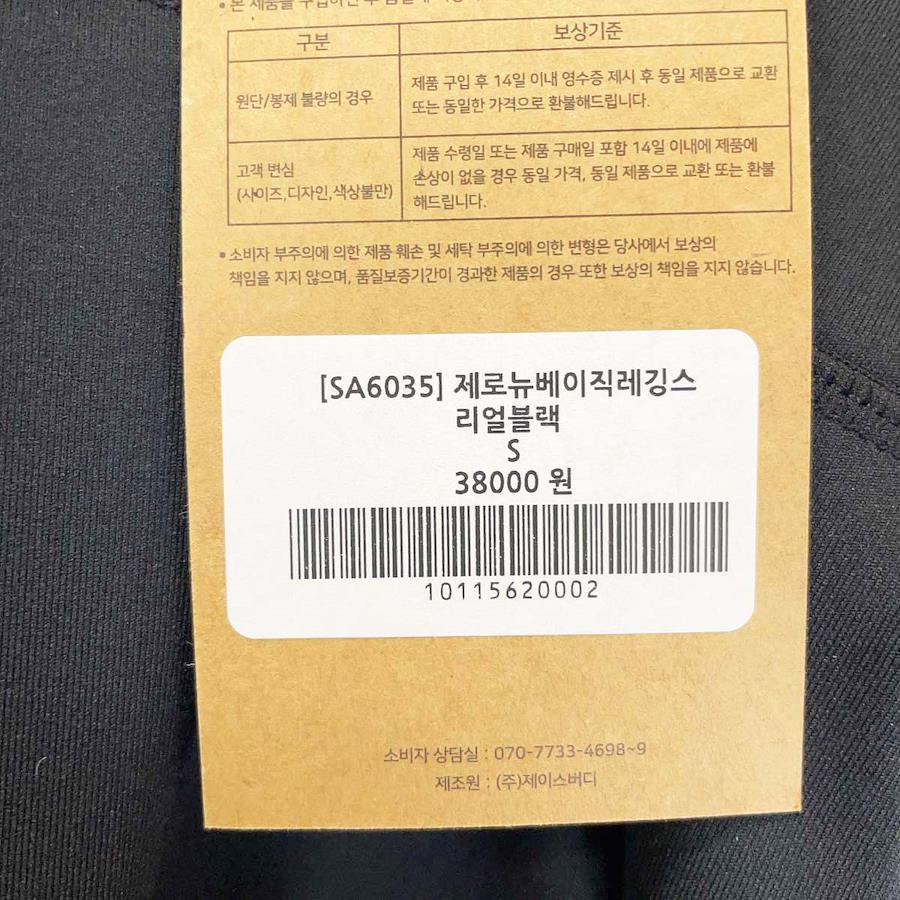 구분 보상기준
원단/봉제 불량의 경우
제품 구입 후 14일 이내 영수증 제시 후 동일 제품으로 교환
또는 동일한 가격으로 환불해드립니다.
고객 변심
(사이즈,디자인,색상불만)
제품 수령일 또는 제품 구매일 포함 14일 이내에 제품에
손상이 없을 경우 동일 가격, 동일 제품으로 교환 또는 환불
해드립니다.
• 소비자 부주의에 의한 제품 훼손 및 세탁 부주의에 의한 변형은 당사에서 보상의
책임을 지지 않으며, 품질보증기간이 경과한 제품의 경우 또한 보상의 책임을 지지 않습니다.
[SA6035] 제로뉴베이직레깅스
리얼블랙
S
38000 원
10115620002
소비자 상담실 : 070-7733-4698~9
제조원 : (주)제이스버디